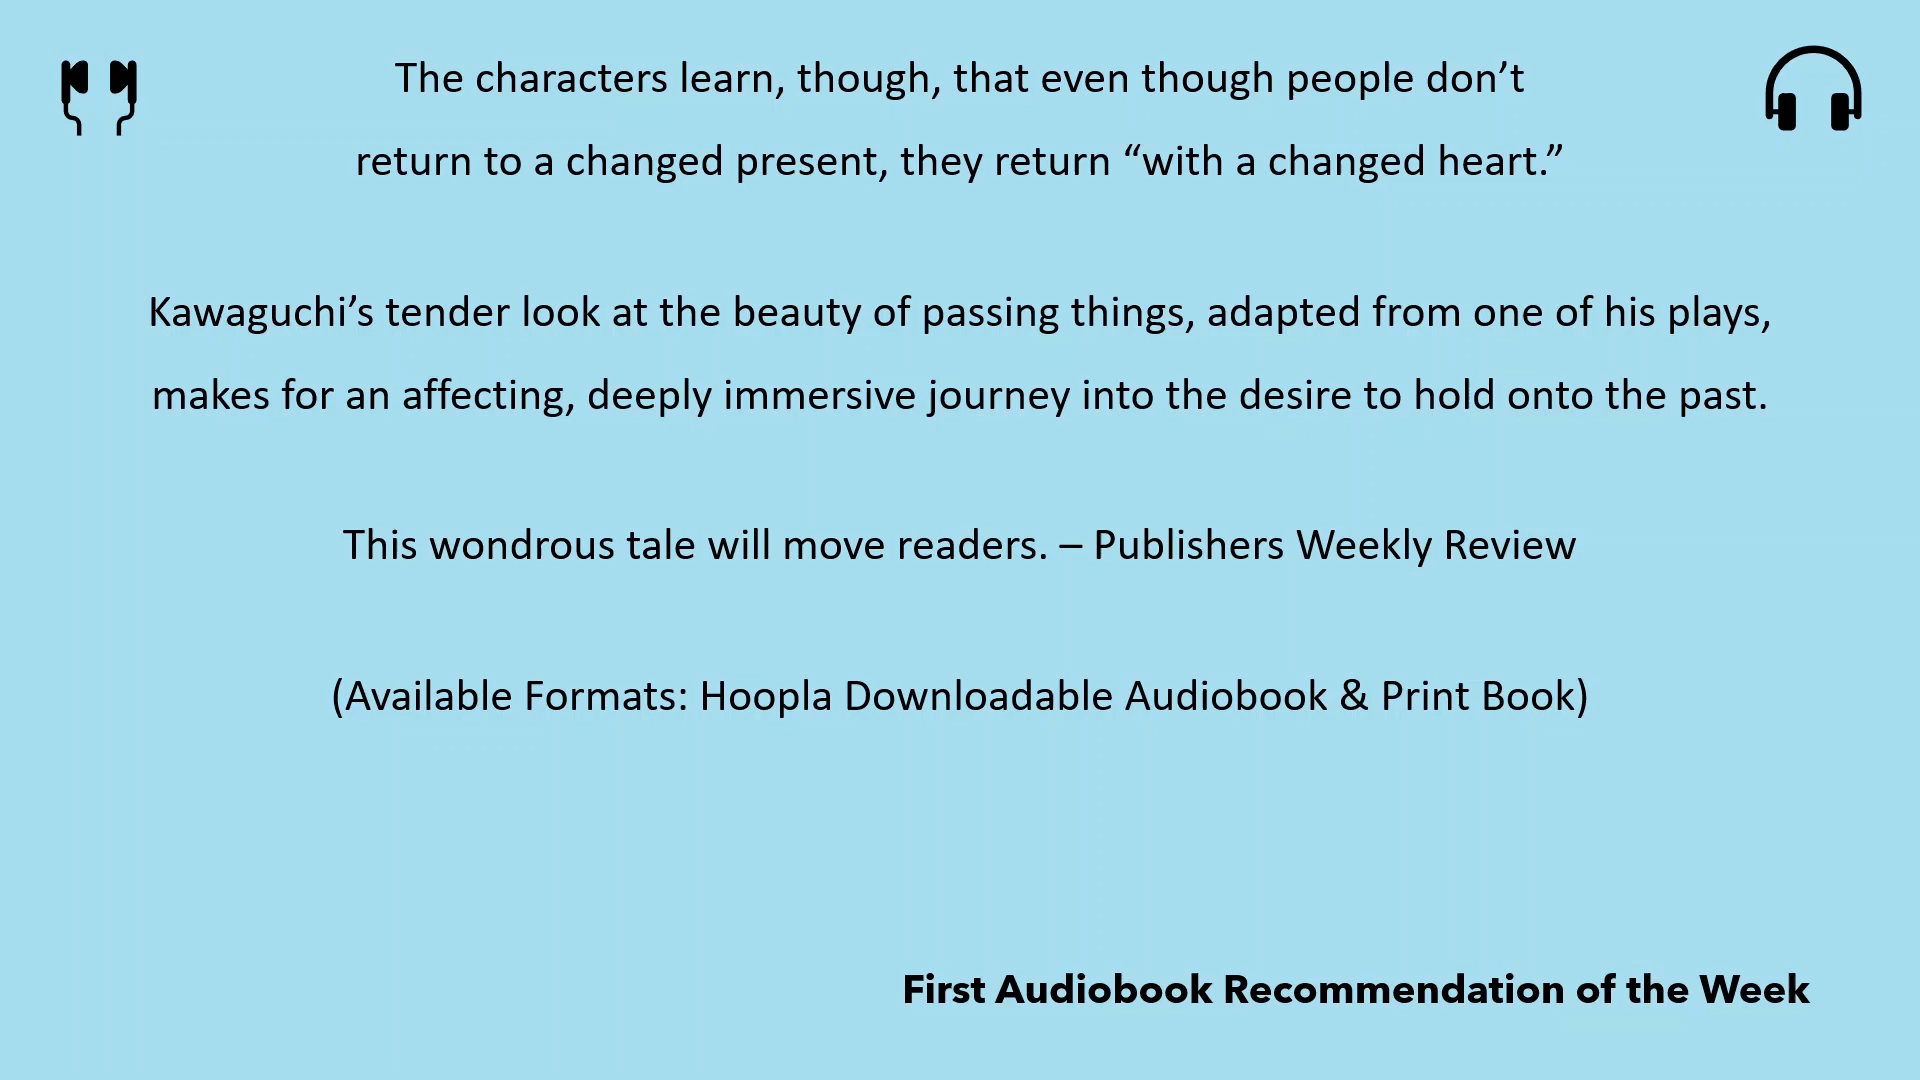 The characters learn, though, that even though people don’t
return to a changed present, they return “with a changed heart.”
Kawaguchi’s tender look at the beauty of passing things, adapted from one of his plays,
makes for an affecting, deeply immersive journey into the desire to hold onto the past.
This wondrous tale will move readers. – Publishers Weekly Review
(Available Formats: Hoopla Downloadable Audiobook & Print Book)
First Audiobook Recommendation of the Week